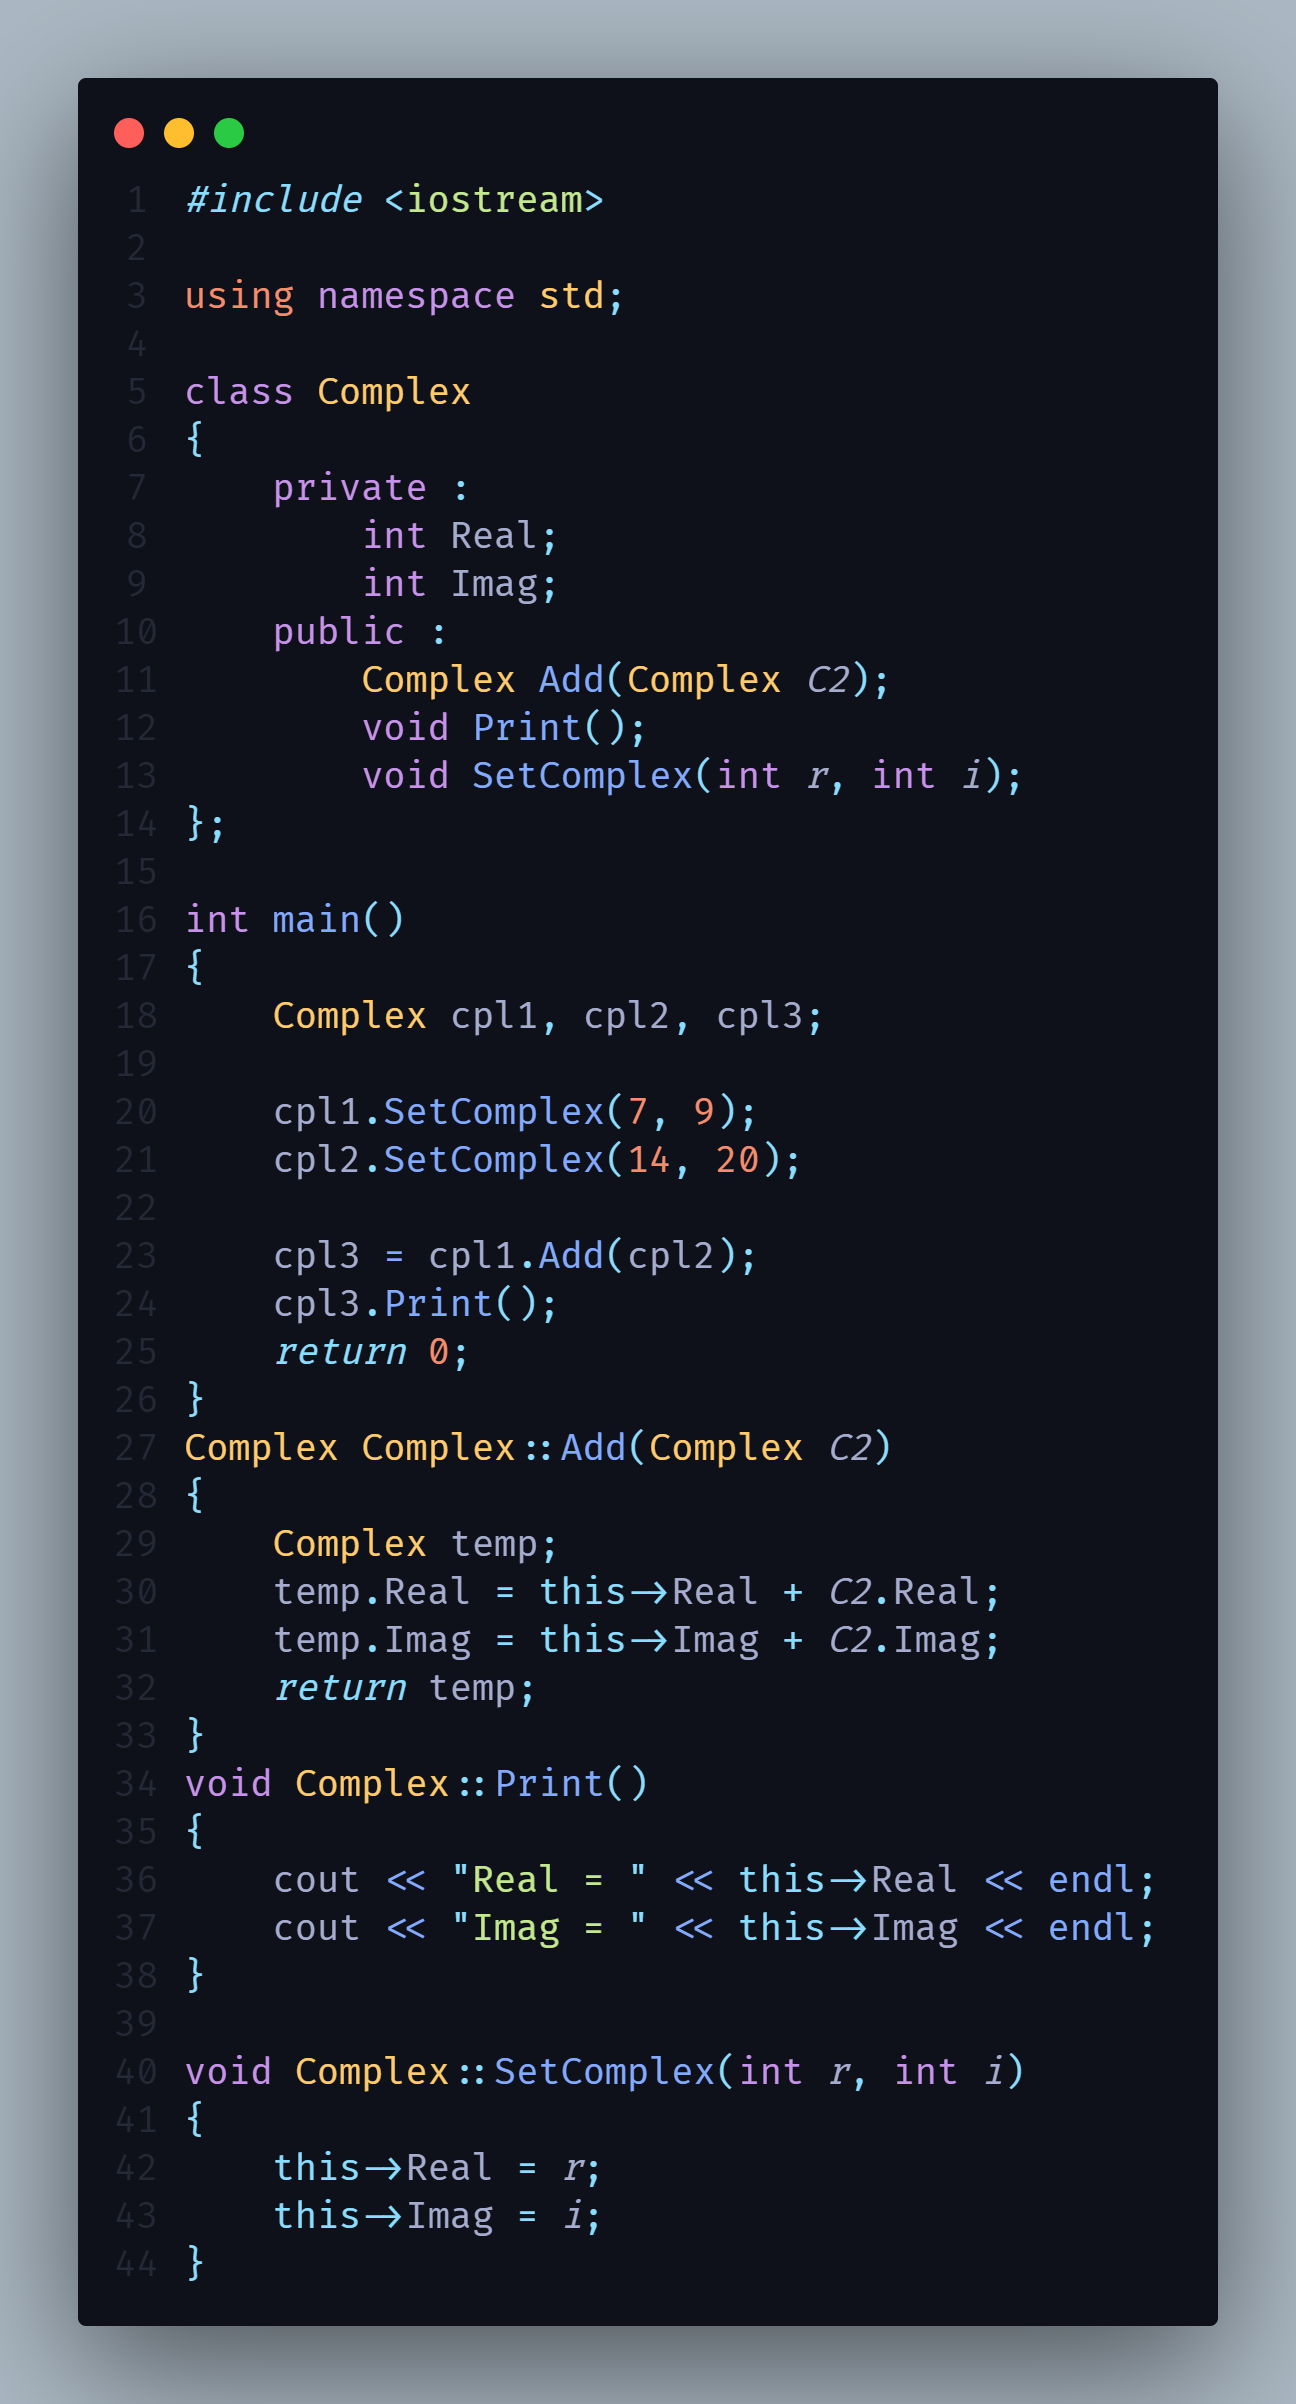 1 #include <iostream>
2
3 using namespace std;
4
5 class Complex
6 {
7     private :
8         int Real;
9         int Imag;
10     public :
11         Complex Add(Complex C2);
12         void Print();
13         void SetComplex(int r, int i);
14 };
15
16 int main()
17 {
18     Complex cpl1, cpl2, cpl3;
19
20     cpl1.SetComplex(7, 9);
21     cpl2.SetComplex(14, 20);
22
23     cpl3 = cpl1.Add(cpl2);
24     cpl3.Print();
25     return 0;
26 }
27 Complex Complex::Add(Complex C2)
28 {
29     Complex temp;
30     temp.Real = this->Real + C2.Real;
31     temp.Imag = this->Imag + C2.Imag;
32     return temp;
33 }
34 void Complex::Print()
35 {
36     cout << "Real = " << this->Real << endl;
37     cout << "Imag = " << this->Imag << endl;
38 }
39
40 void Complex::SetComplex(int r, int i)
41 {
42     this->Real = r;
43     this->Imag = i;
44 }